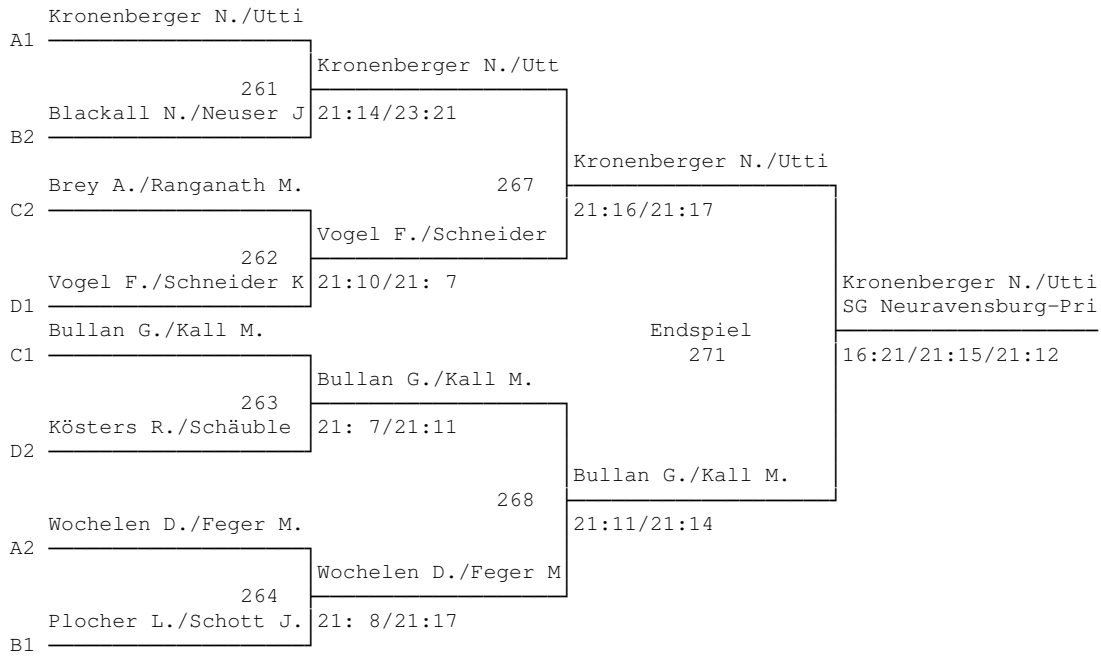 Kronenberger N./Utti
A1
Kronenberger N./Utt
261
Blackall N./Neuser J 21:14/23:21
B2
Kronenberger N./Utti
Brey A./Ranganath M. 267
C2 21:16/21:17
Vogel F./Schneider
262
Vogel F./Schneider K 21:10/21: 7 Kronenberger N./Utti
D1 SG Neuravensburg-Pri
Bullan G./Kall M. Endspiel
C1 271 16:21/21:15/21:12
Bullan G./Kall M.
263
Kösters R./Schäuble 21: 7/21:11
D2
Bullan G./Kall M.
268
Wochelen D./Feger M. 21:11/21:14
A2
Wochelen D./Feger M
264
Plocher L./Schott J. 21: 8/21:17
B1